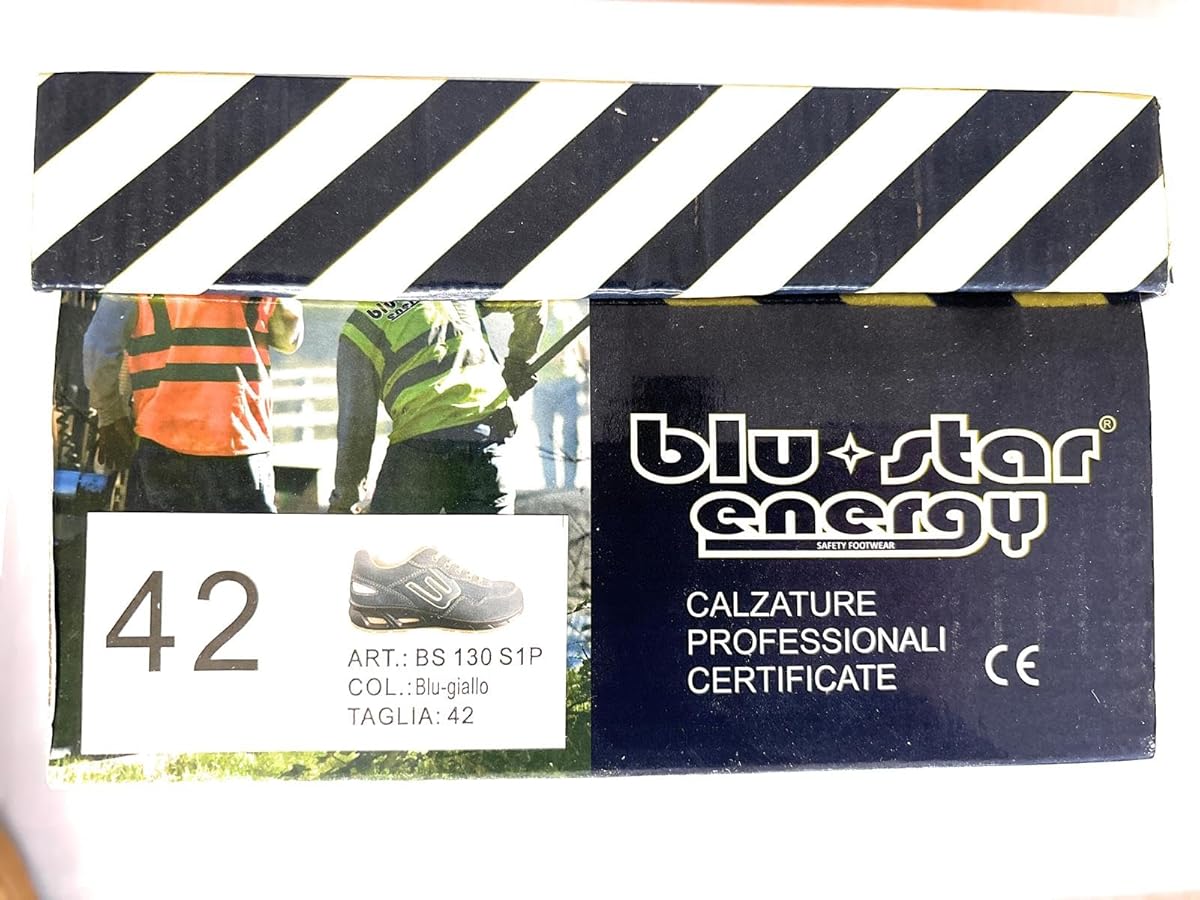 blu star ®
energy
SAFETY FOOTWEAR
CALZATURE
PROFESSIONALI
CERTIFICATE
CE
42
ART.: BS 130 S1P
COL.: Blu-giallo
TAGLIA: 42